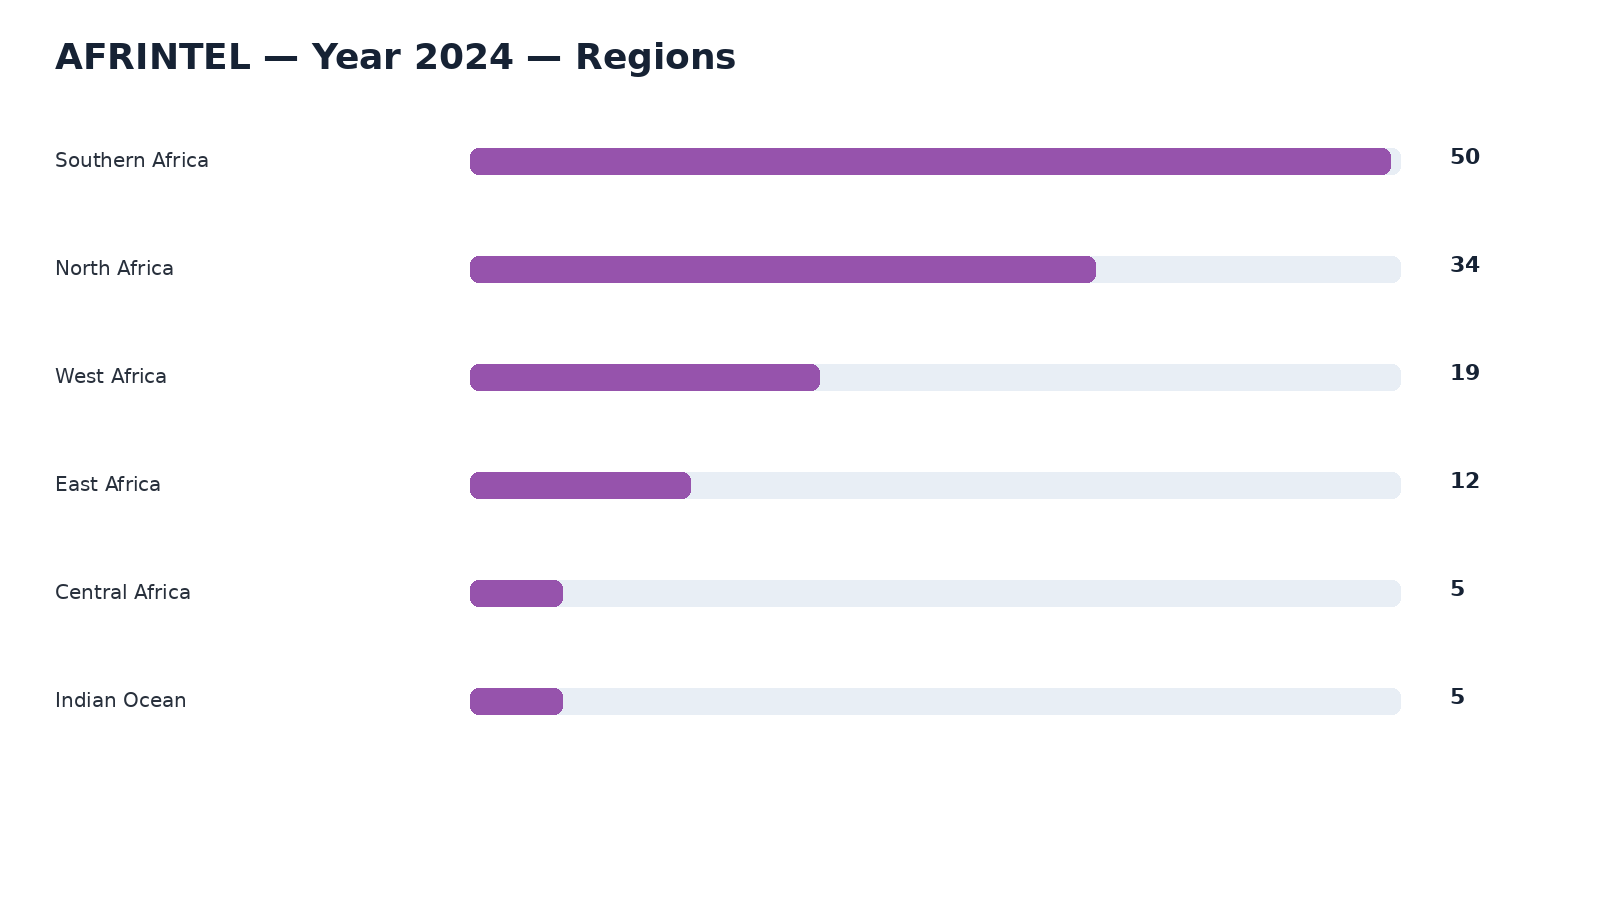 AFRINTEL — Year 2024 — Regions
Southern Africa 50
North Africa 34
West Africa 19
East Africa 12
Central Africa 5
Indian Ocean 5